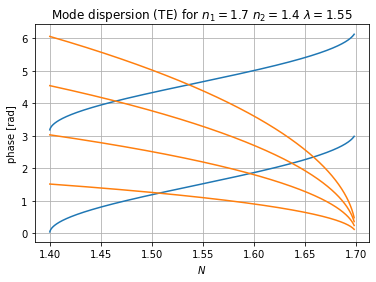 Mode dispersion (TE) for n₁ = 1.7 n₂ = 1.4 λ = 1.55
phase [rad]
6
5
4
3
2
1
0
1.40 1.45 1.50 1.55 1.60 1.65 1.70
N